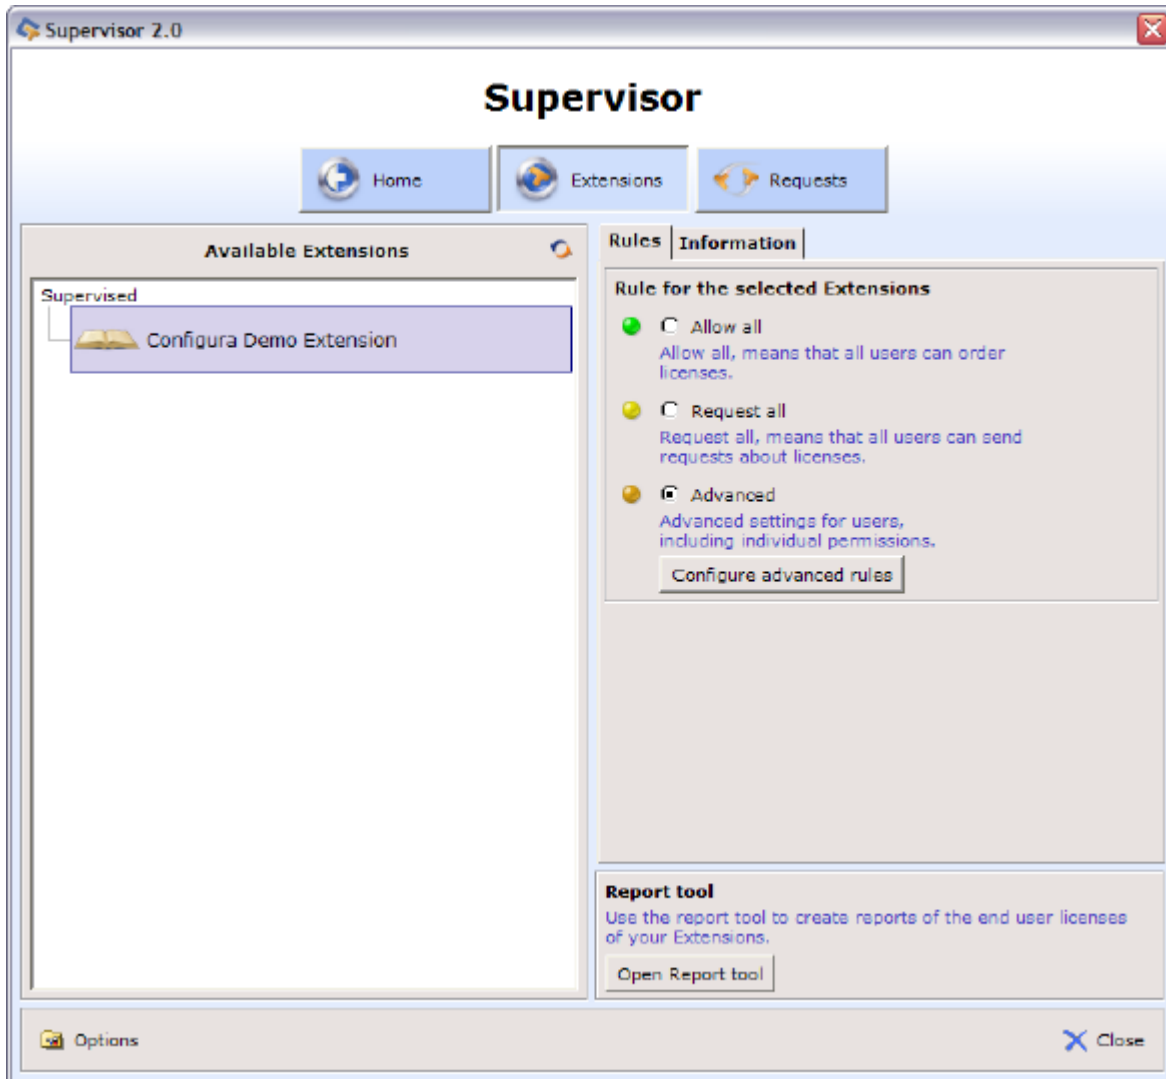 Supervisor 2.0
Supervisor
Home
Extensions
Requests
Available Extensions
Supervised
Configura Demo Extension
Rules
Information
Rule for the selected Extensions
Allow all
Allow all, means that all users can order
licenses.
Request all
Request all, means that all users can send
requests about licenses.
Advanced
Advanced settings for users,
including individual permissions.
Configure advanced rules
Report tool
Use the report tool to create reports of the end user licenses
of your Extensions.
Open Report tool
Options
Close